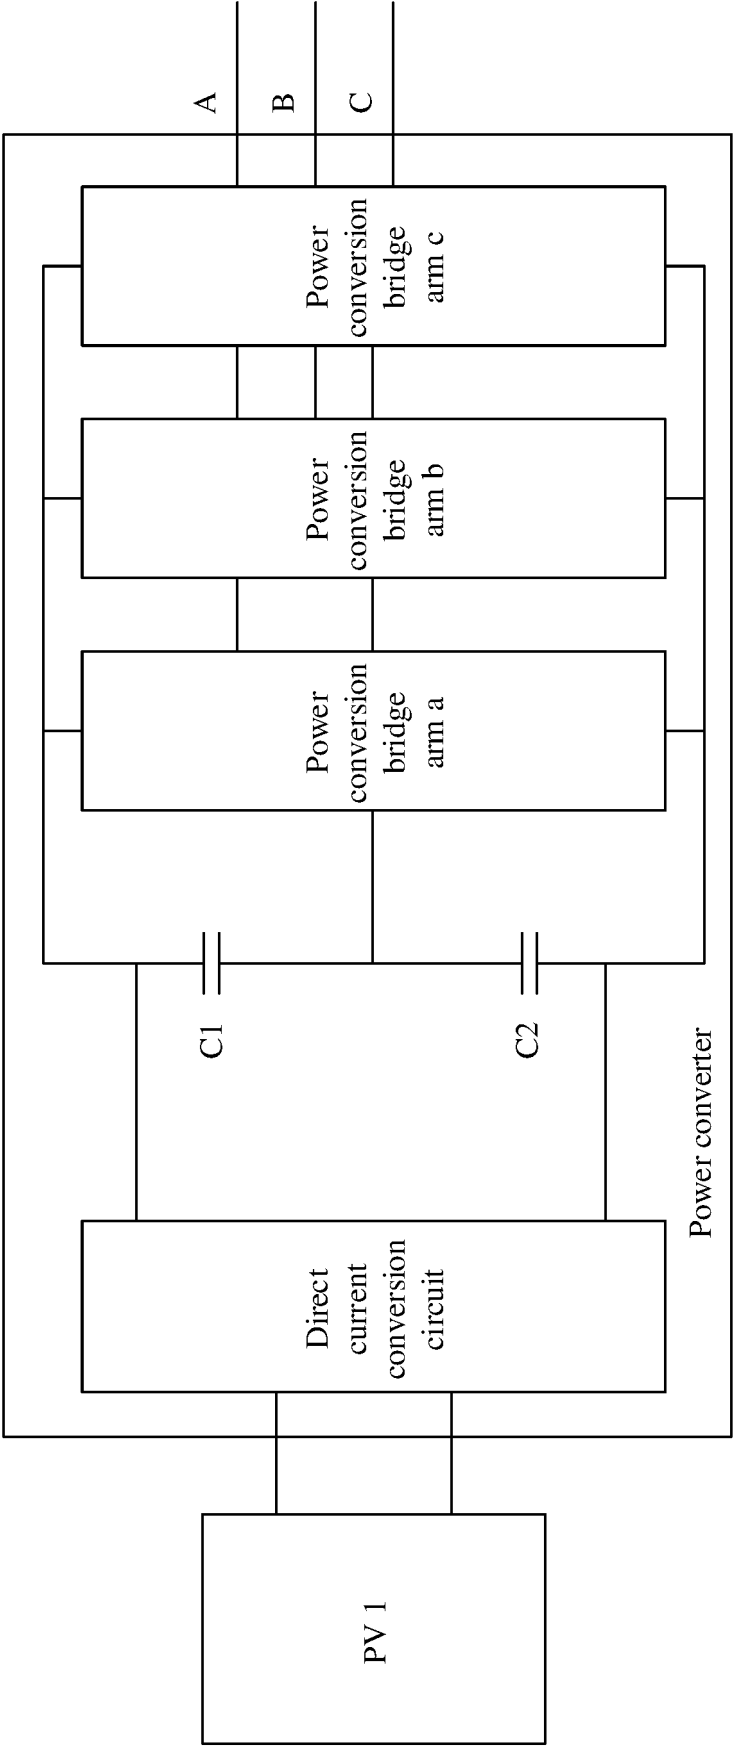 PV 1
Direct
current
conversion
circuit
C1
C2
Power
conversion
bridge
arm a
Power
conversion
bridge
arm b
Power
conversion
bridge
arm c
A
B
C
Power converter